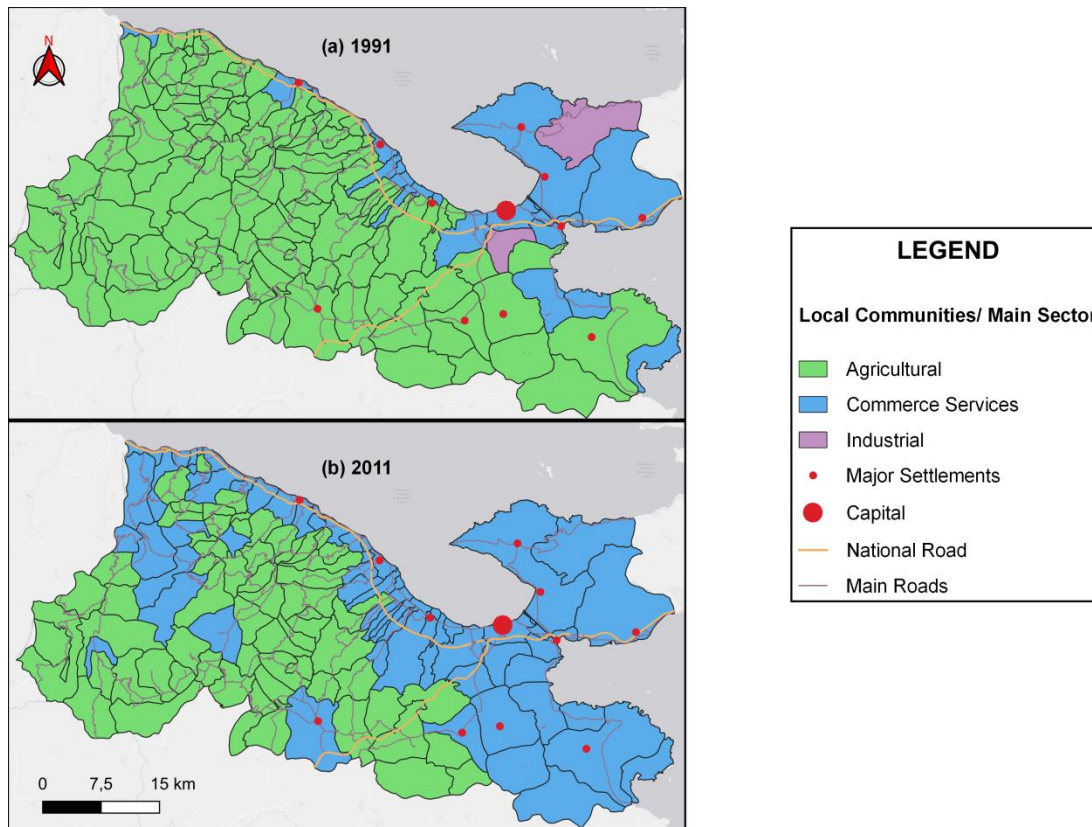 N
(a) 1991
(b) 2011
0 7,5 15 km
LEGEND
Local Communities/ Main Sector
Agricultural
Commerce Services
Industrial
Major Settlements
Capital
National Road
Main Roads